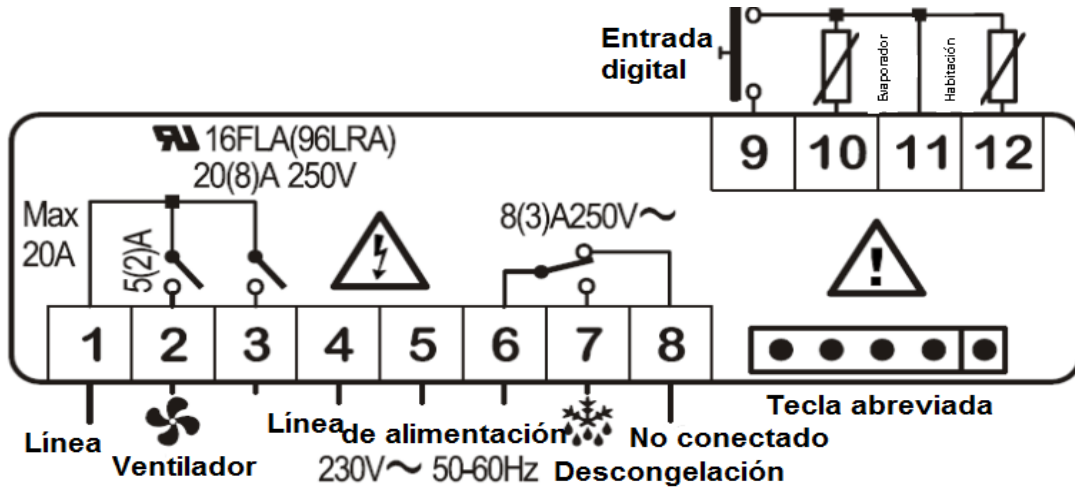 Entrada
digital
Evaporador
Habitación
9 10 11 12
16FLA(96LRA)
20(8)A 250V
Max
20A
5(2)A
8(3)A250V~
1 2 3 4 5 6 7 8
Tecla abreviada
Línea
Ventilador
Línea de alimentación
230V~ 50-60Hz
Descongelación
No conectado